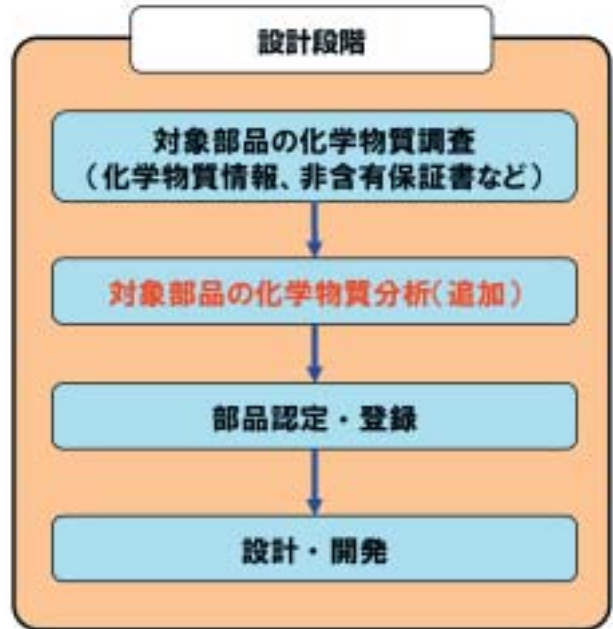 設計段階
対象部品の化学物質調査
（化学物質情報、非含有保証書など）
対象部品の化学物質分析（追加）
部品認定・登録
設計・開発